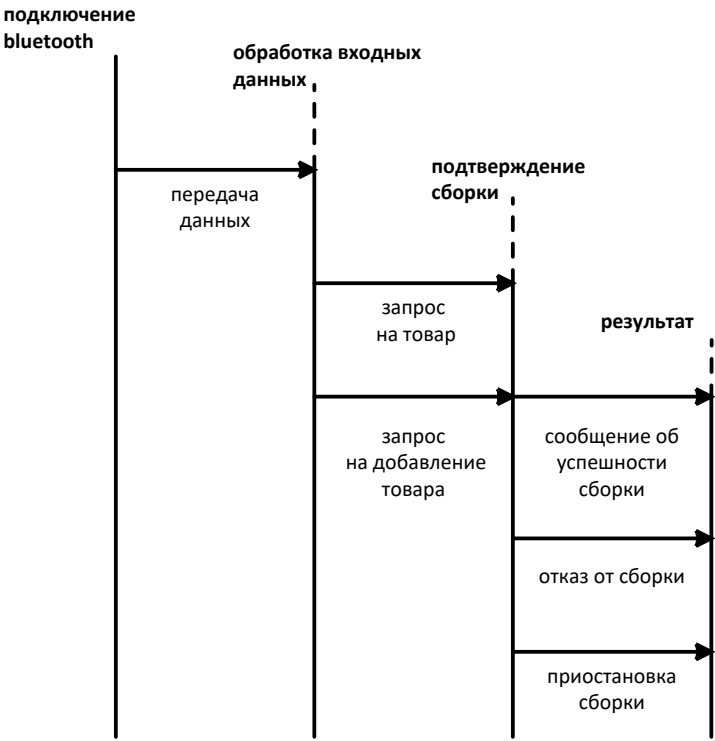 подключение
bluetooth
обработка входных
данных
передача
данных
подтверждение
сборки
запрос
на товар
результат
запрос
на добавление
товара
сообщение об
успешности
сборки
отказ от сборки
приостановка
сборки